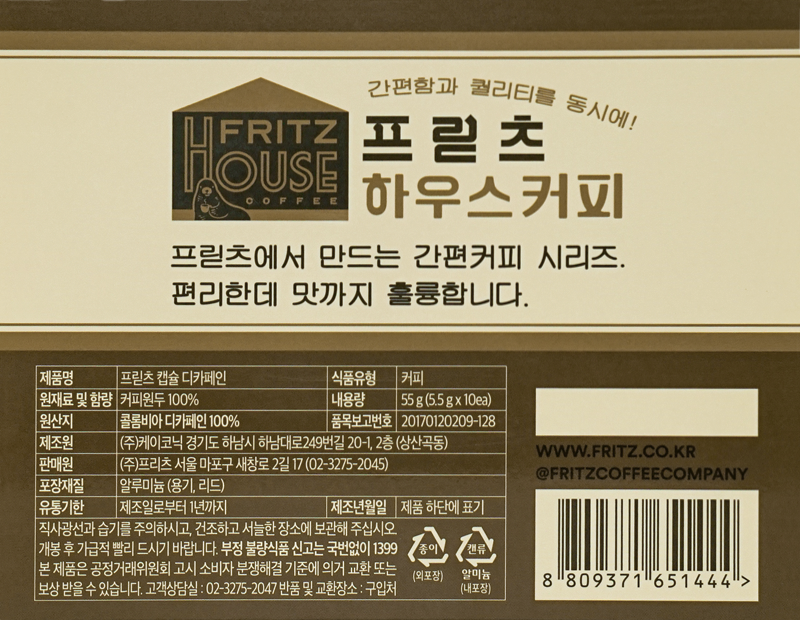 간편함과 퀄리티를 동시에!
FRITZ
HOUSE
COFFEE
프릳츠
하우스커피
프릳츠에서 만드는 간편커피 시리즈.
편리한데 맛까지 훌륭합니다.
제품명 프릳츠 캡슐 디카페인 식품유형 커피
원재료 및 함량 커피원두 100% 내용량 55 g (5.5 g x 10ea)
원산지 콜롬비아 디카페인 100% 품목보고번호 20170120209-128
제조원 (주)케이코닉 경기도 하남시 하남대로249번길 20-1, 2층 (상산곡동)
판매원 (주)프리츠 서울 마포구 새창로 2길 17 (02-3275-2045)
포장재질 알루미늄 (용기, 리드)
유통기한 제조일로부터 1년까지 제조년월일 제품 하단에 표기
직사광선과 습기를 주의하시고, 건조하고 서늘한 장소에 보관해 주십시오.
개봉 후 가급적 빨리 드시기 바랍니다. 부정 불량식품 신고는 국번없이 1399
본 제품은 공정거래위원회 고시 소비자 분쟁해결 기준에 의거 교환 또는
보상 받을 수 있습니다. 고객상담실 : 02-3275-2047 반품 및 교환장소 : 구입처
종이
(외포장)
캔류
알미늄
(내포장)
WWW.FRITZ.CO.KR
@FRITZCOFFEECOMPANY
8 809371 651444 >